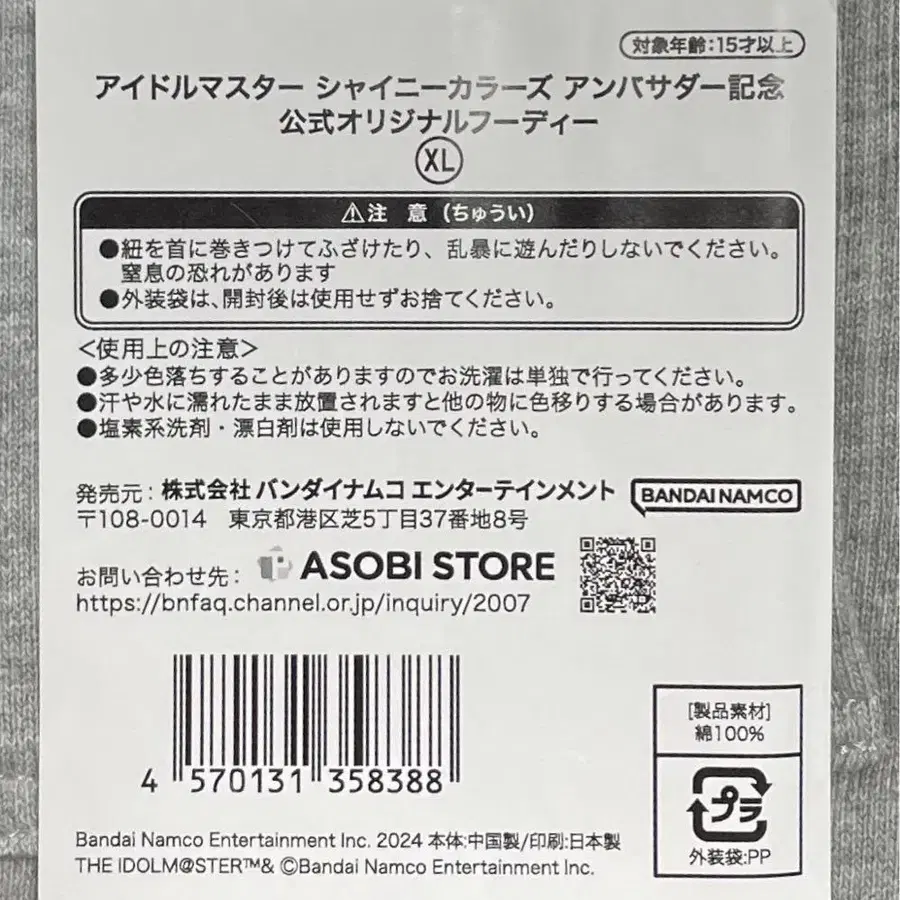 対象年齢:15才以上
アイドルマスター シャイニーカラーズ アンバサダー記念
公式オリジナルフーディー
XL
⚠注 意 (ちゅうい)
●紐を首に巻きつけてふざけたり、乱暴に遊んだりしないでください。
窒息の恐れがあります
●外装袋は、開封後は使用せずお捨てください。
<使用上の注意>
●多少色落ちすることがありますのでお洗濯は単独で行ってください。
●汗や水に濡れたまま放置されますと他の物に色移りする場合があります。
●塩素系洗剤・漂白剤は使用しないでください。
発売元: 株式会社 バンダイナムコ エンターテインメント BANDAI NAMCO
〒108-0014 東京都港区芝5丁目37番地8号
お問い合わせ先: ASOBI STORE
https://bnfaq.channel.or.jp/inquiry/2007
4 570131 358388
[製品素材]
綿100%
プラ
外装袋:PP
Bandai Namco Entertainment Inc. 2024 本体:中国製/印刷:日本製
THE IDOLM@STER™& ©Bandai Namco Entertainment Inc.